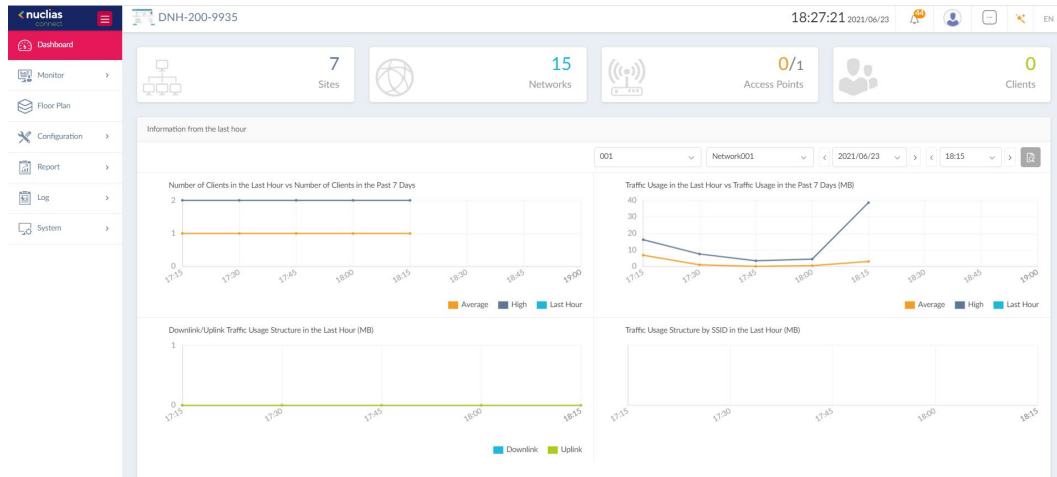 nuclias
connect
DNH-200-9935
18:27:21 2021/06/23
44
EN
Dashboard
Monitor
Floor Plan
Configuration
Report
Log
System
7
Sites
15
Networks
0/1
Access Points
0
Clients
Information from the last hour
001
Network001
2021/06/23
18:15
Number of Clients in the Last Hour vs Number of Clients in the Past 7 Days
2
1
0
17:15 17:30 17:45 18:00 18:15 18:30 18:45 19:00
Average High Last Hour
Traffic Usage in the Last Hour vs Traffic Usage in the Past 7 Days (MB)
40
30
20
10
0
17:15 17:30 17:45 18:00 18:15 18:30 18:45 19:00
Average High Last Hour
Downlink/Uplink Traffic Usage Structure in the Last Hour (MB)
1
0
17:15 17:30 17:45 18:00 18:15
Downlink Uplink
Traffic Usage Structure by SSID in the Last Hour (MB)
17:15 17:30 17:45 18:00 18:15